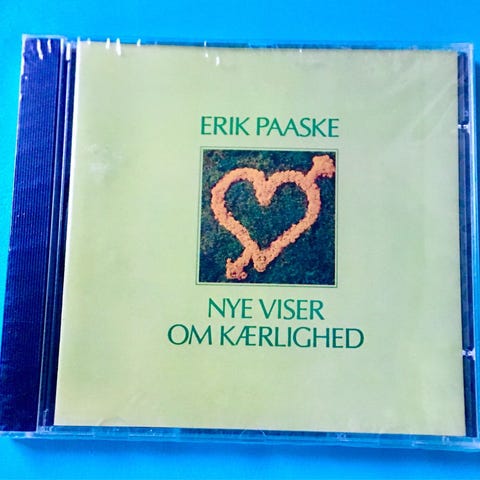 ERIK PAASKE
NYE VISER
OM KÆRLIGHED